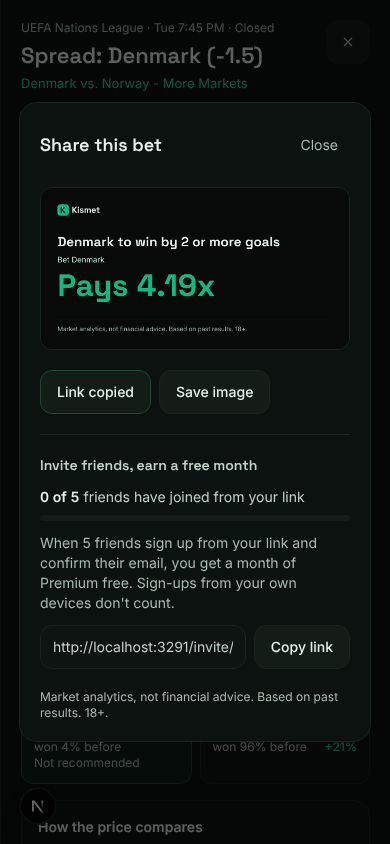 UEFA Nations League · Tue 7:45 PM · Closed
Spread: Denmark (-1.5)
×
Denmark vs. Norway - More Markets
Share this bet
Close
K Kismet
Denmark to win by 2 or more goals
Bet Denmark
Pays 4.19x
Market analytics, not financial advice. Based on past results. 18+.
Link copied
Save image
Invite friends, earn a free month
0 of 5 friends have joined from your link
When 5 friends sign up from your link and
confirm their email, you get a month of
Premium free. Sign-ups from your own
devices don't count.
http://localhost:3291/invite/
Copy link
Market analytics, not financial advice. Based on past
results. 18+.
won 4% before
Not recommended
won 96% before +21%
N
How the price compares